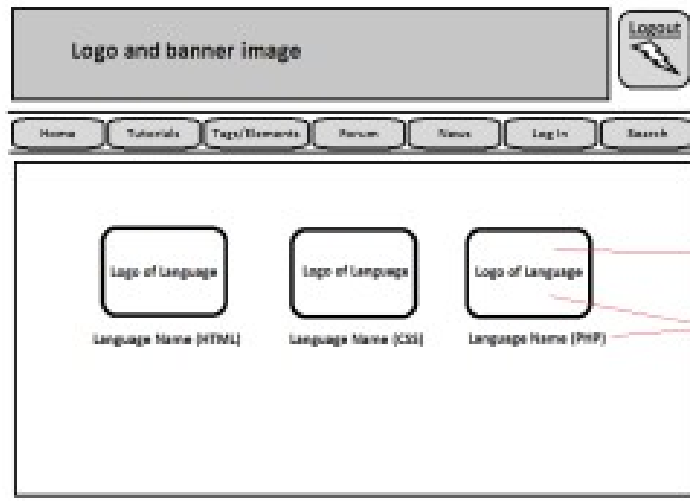 Logo and banner image
Logout
Home Tutorials Tags/Elements Forum News Log In Search
Logo of Language Logo of Language Logo of Language
Language Name (HTML) Language Name (CSS) Language Name (PHP)